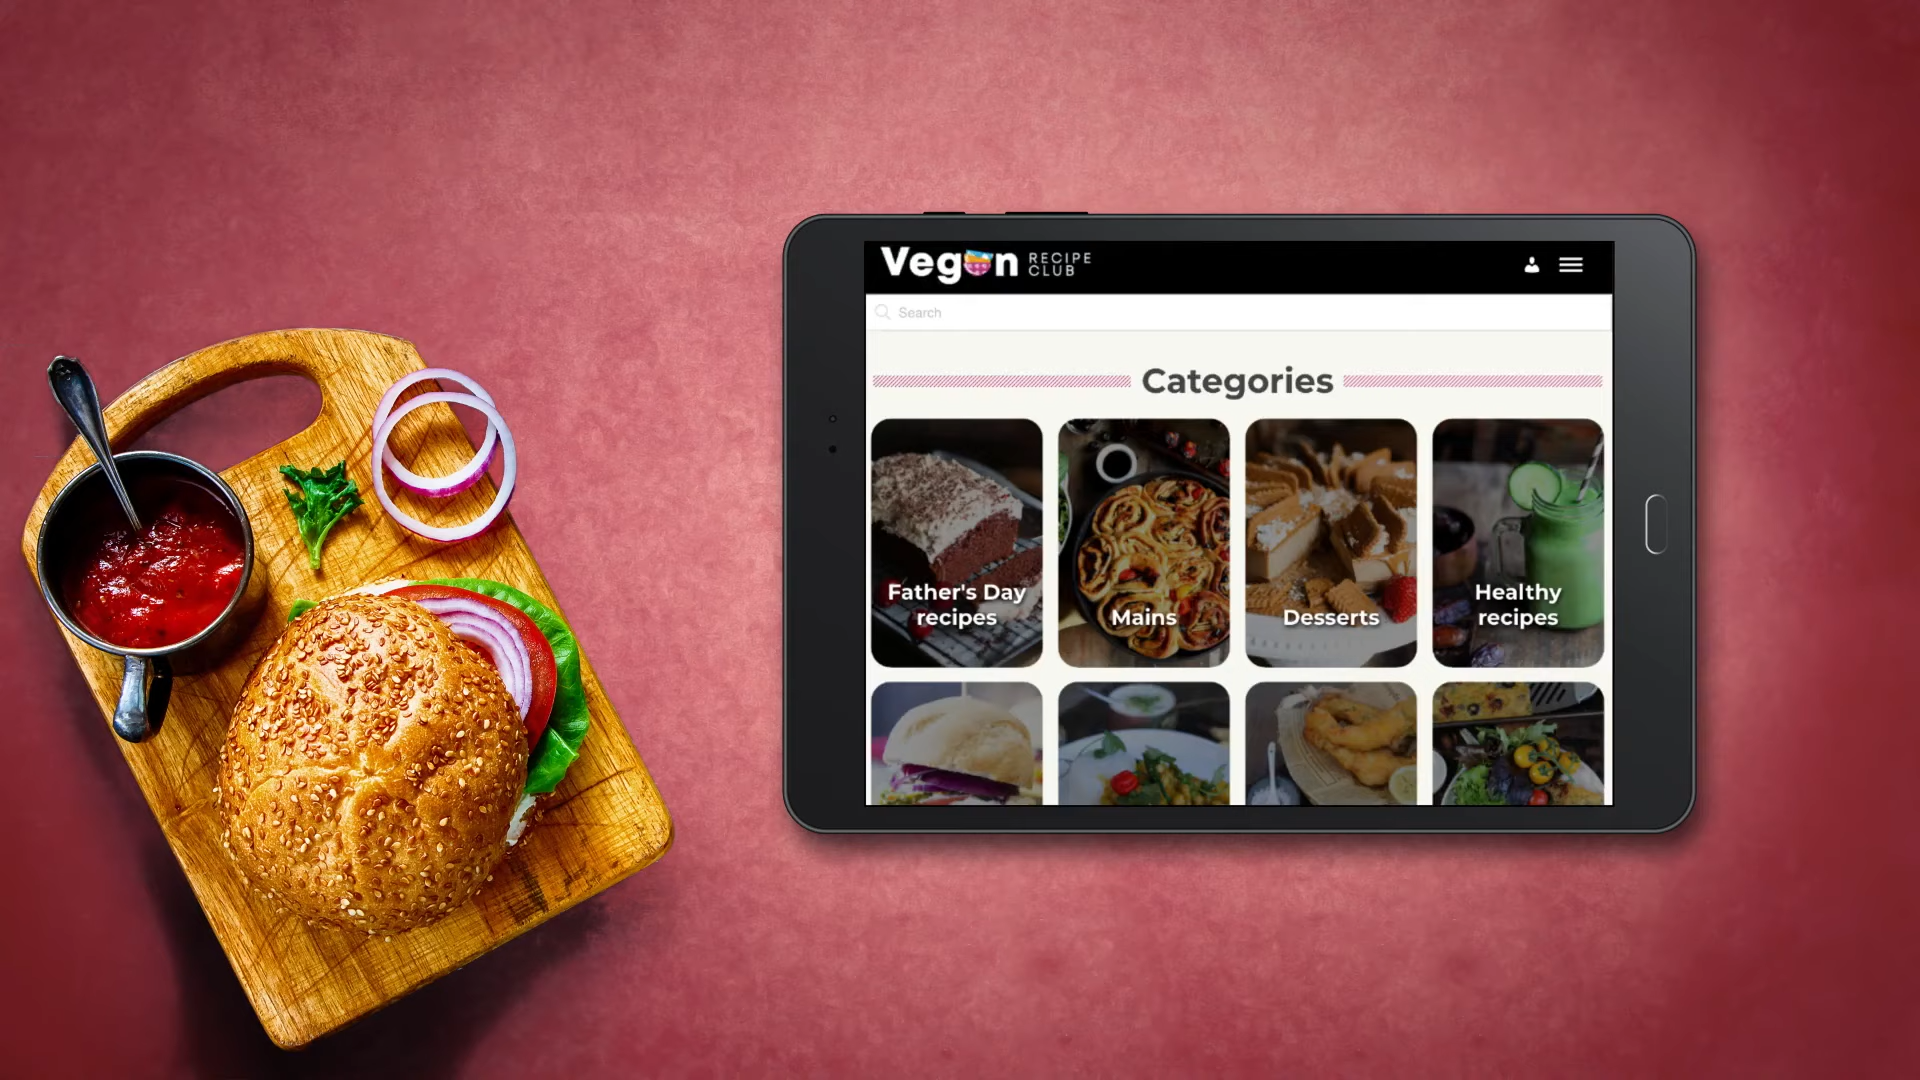 Vegan RECIPE
CLUB
Search
Categories
Father's Day
recipes
Mains
Desserts
Healthy
recipes